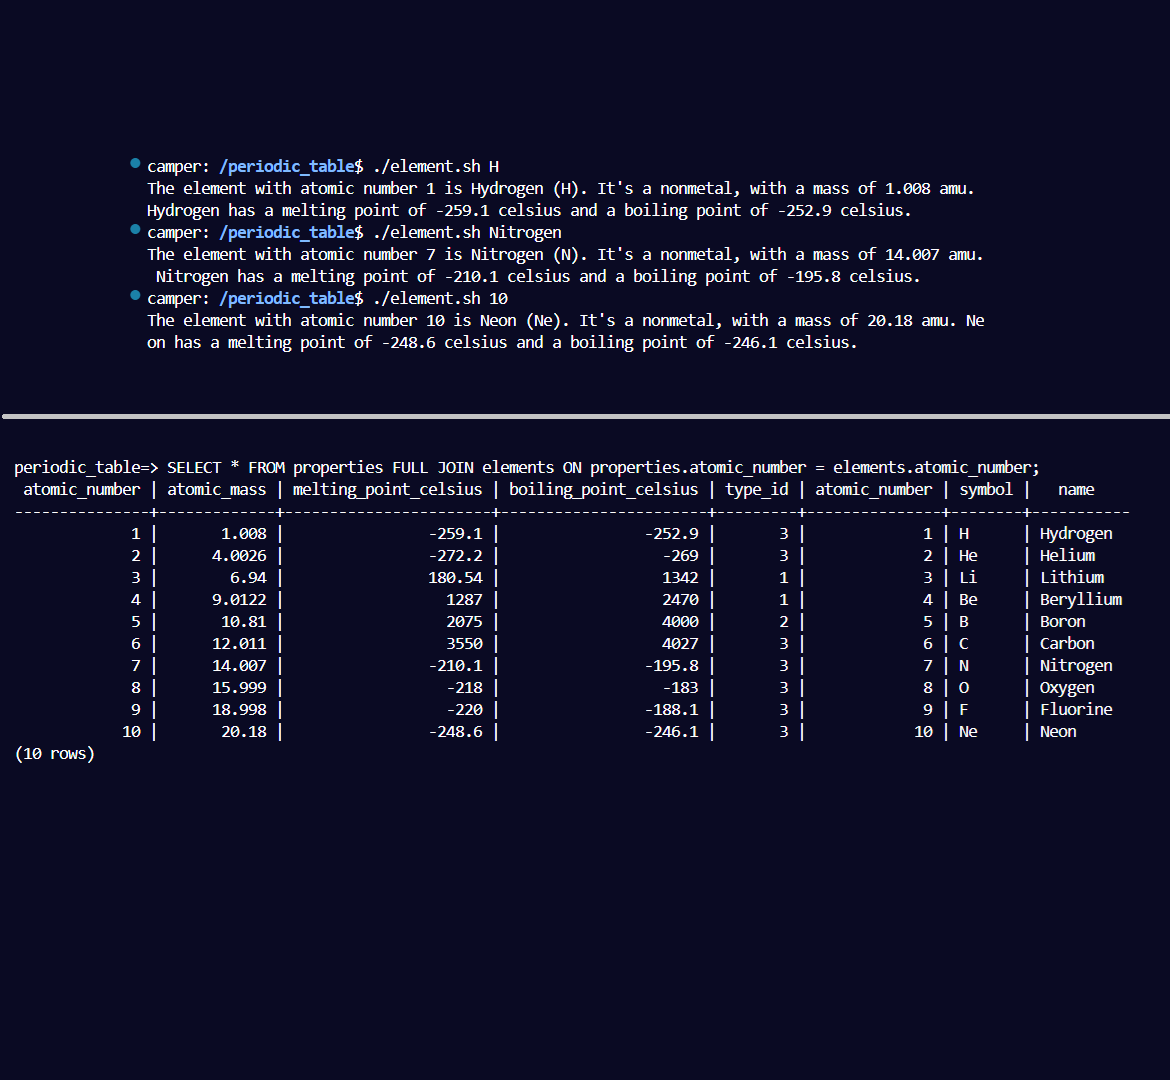 camper: /periodic_table$ ./element.sh H
The element with atomic number 1 is Hydrogen (H). It's a nonmetal, with a mass of 1.008 amu.
Hydrogen has a melting point of -259.1 celsius and a boiling point of -252.9 celsius.
camper: /periodic_table$ ./element.sh Nitrogen
The element with atomic number 7 is Nitrogen (N). It's a nonmetal, with a mass of 14.007 amu.
 Nitrogen has a melting point of -210.1 celsius and a boiling point of -195.8 celsius.
camper: /periodic_table$ ./element.sh 10
The element with atomic number 10 is Neon (Ne). It's a nonmetal, with a mass of 20.18 amu. Ne
on has a melting point of -248.6 celsius and a boiling point of -246.1 celsius.
periodic_table=> SELECT * FROM properties FULL JOIN elements ON properties.atomic_number = elements.atomic_number;
 atomic_number | atomic_mass | melting_point_celsius | boiling_point_celsius | type_id | atomic_number | symbol |   name
---------------+-------------+-----------------------+-----------------------+---------+---------------+--------+-----------
             1 |       1.008 |                -259.1 |                -252.9 |       3 |             1 | H      | Hydrogen
             2 |      4.0026 |                -272.2 |                  -269 |       3 |             2 | He     | Helium
             3 |        6.94 |                180.54 |                  1342 |       1 |             3 | Li     | Lithium
             4 |      9.0122 |                  1287 |                  2470 |       1 |             4 | Be     | Beryllium
             5 |       10.81 |                  2075 |                  4000 |       2 |             5 | B      | Boron
             6 |      12.011 |                  3550 |                  4027 |       3 |             6 | C      | Carbon
             7 |      14.007 |                -210.1 |                -195.8 |       3 |             7 | N      | Nitrogen
             8 |      15.999 |                  -218 |                  -183 |       3 |             8 | O      | Oxygen
             9 |      18.998 |                  -220 |                -188.1 |       3 |             9 | F      | Fluorine
            10 |       20.18 |                -248.6 |                -246.1 |       3 |            10 | Ne     | Neon
(10 rows)